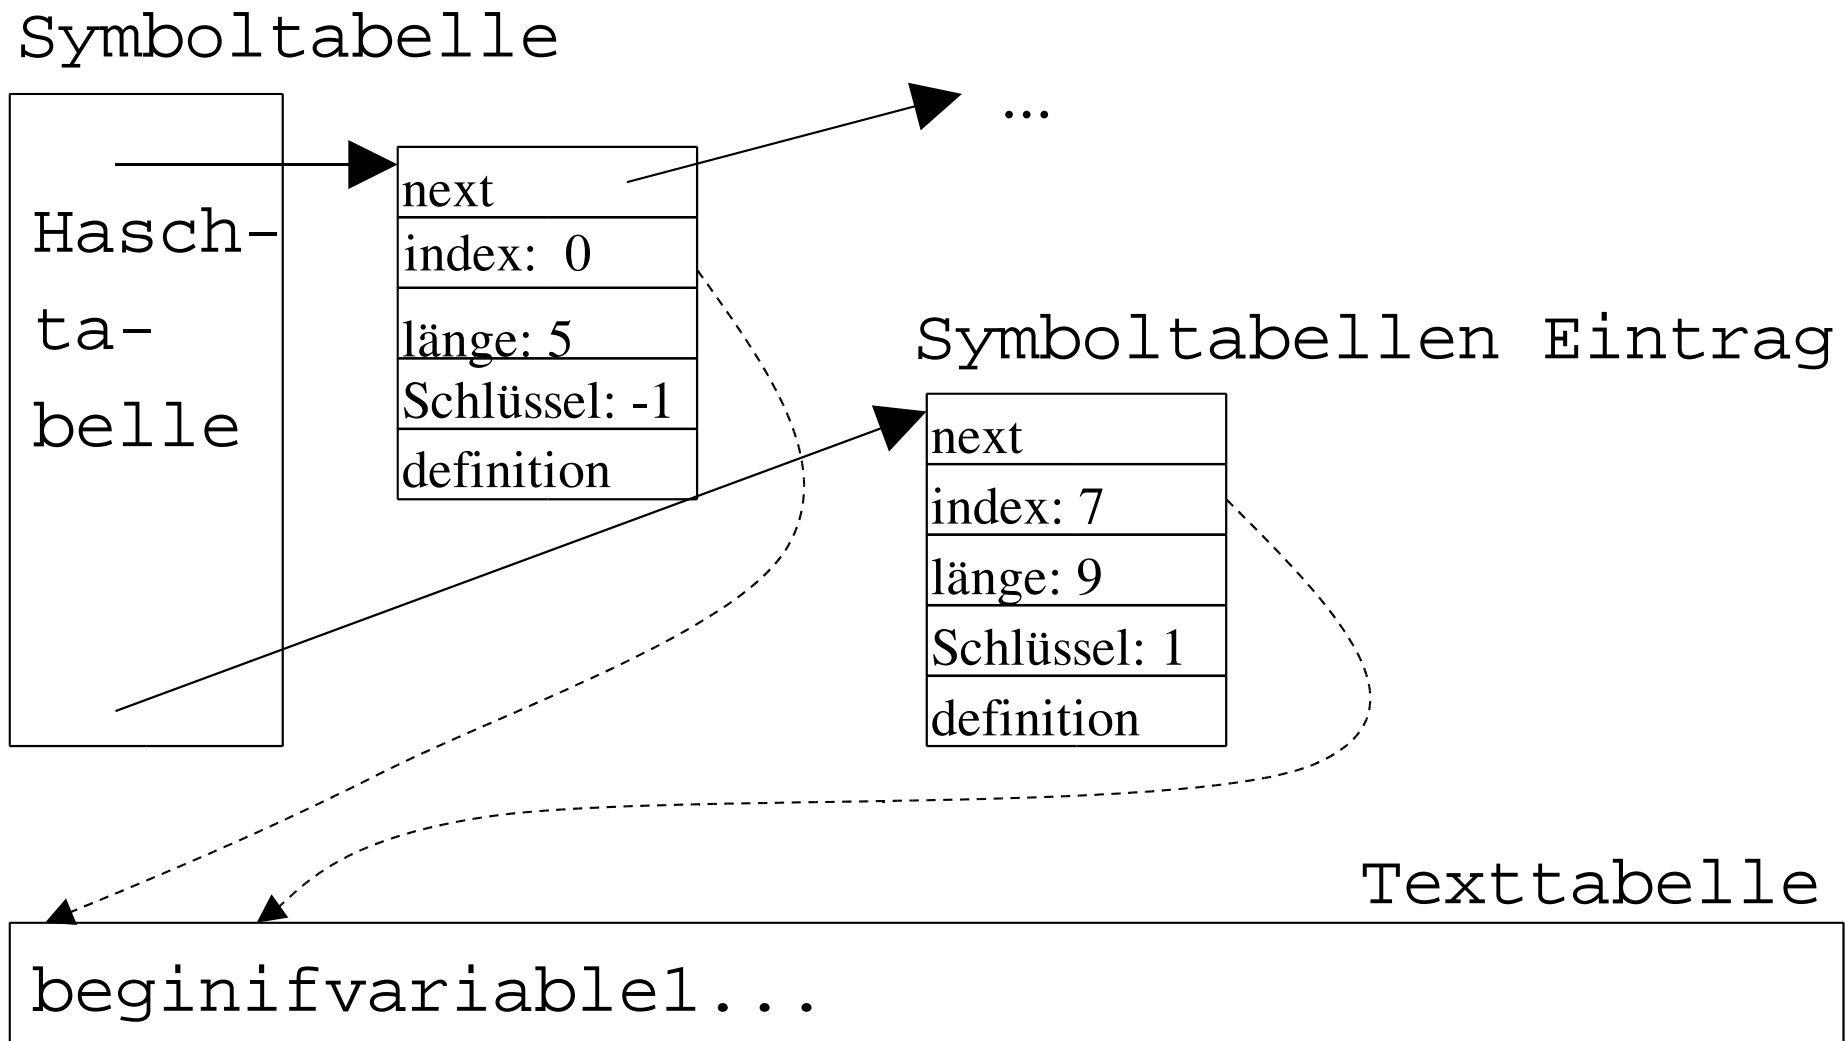 Symboltabelle
...
Hasch-
ta-
belle
next
index: 0
länge: 5
Schlüssel: -1
definition
Symboltabellen Eintrag
next
index: 7
länge: 9
Schlüssel: 1
definition
Texttabelle
beginifvariable1...